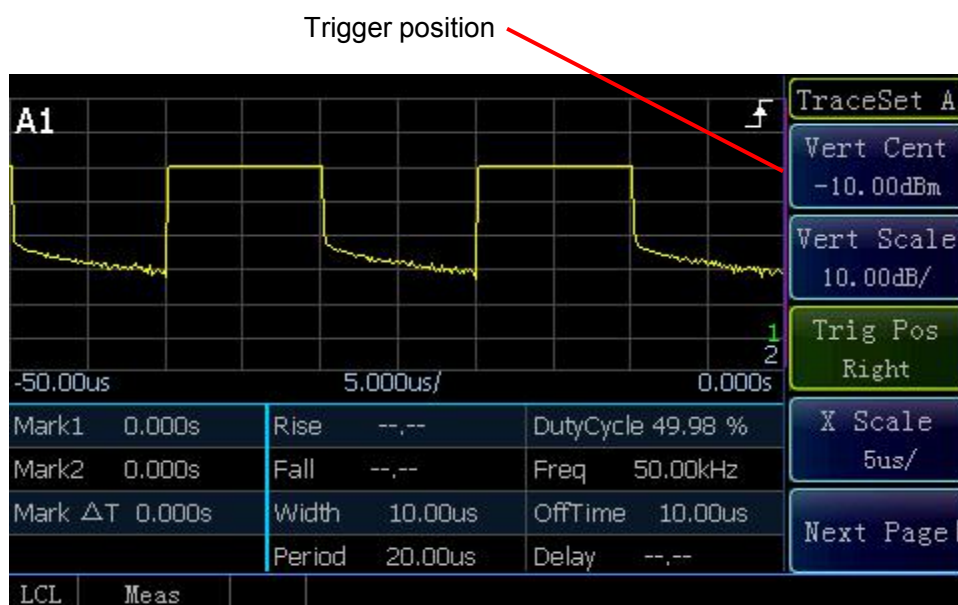 Trigger position
A1
TraceSet A
Vert Cent
-10.00dBm
Vert Scale
10.00dB/
1
2
Trig Pos
Right
-50.00us 5.000us/ 0.000s
X Scale
5us/
Next Page
Mark1 0.000s Rise --.-- DutyCycle 49.98 %
Mark2 0.000s Fall --.-- Freq 50.00kHz
Mark △T 0.000s Width 10.00us OffTime 10.00us
Period 20.00us Delay --.--
LCL Meas